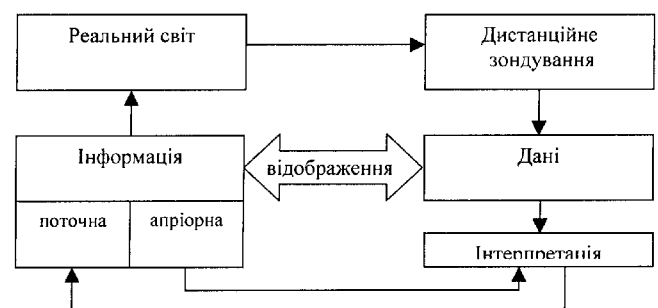 Реальний світ
Дистанційне
зондування
Інформація
відображення
Дані
поточна
апріорна
Інтерпретація